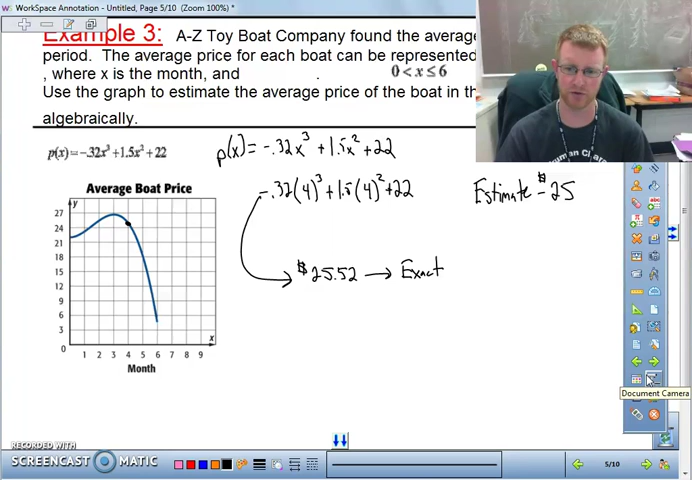 WorkSpace Annotation - Untitled, Page 5/10 (Zoom 100%) *
Example 3: A-Z Toy Boat Company found the average
period. The average price for each boat can be represented
, where x is the month, and . 0 < x ≤ 6
Use the graph to estimate the average price of the boat in th
algebraically.
p(x) = -.32x³ + 1.5x² + 22
p(x) = -.32x³ + 1.5x² + 22
-.32(4)³ + 1.5(4)² + 22
Estimate - $25
$25.52 → Exact
Average Boat Price
y
27
24
21
18
15
12
9
6
3
0
1 2 3 4 5 6 7 8 9
x
Month
Document Camera
RECORDED WITH
SCREENCAST MATIC
5/10